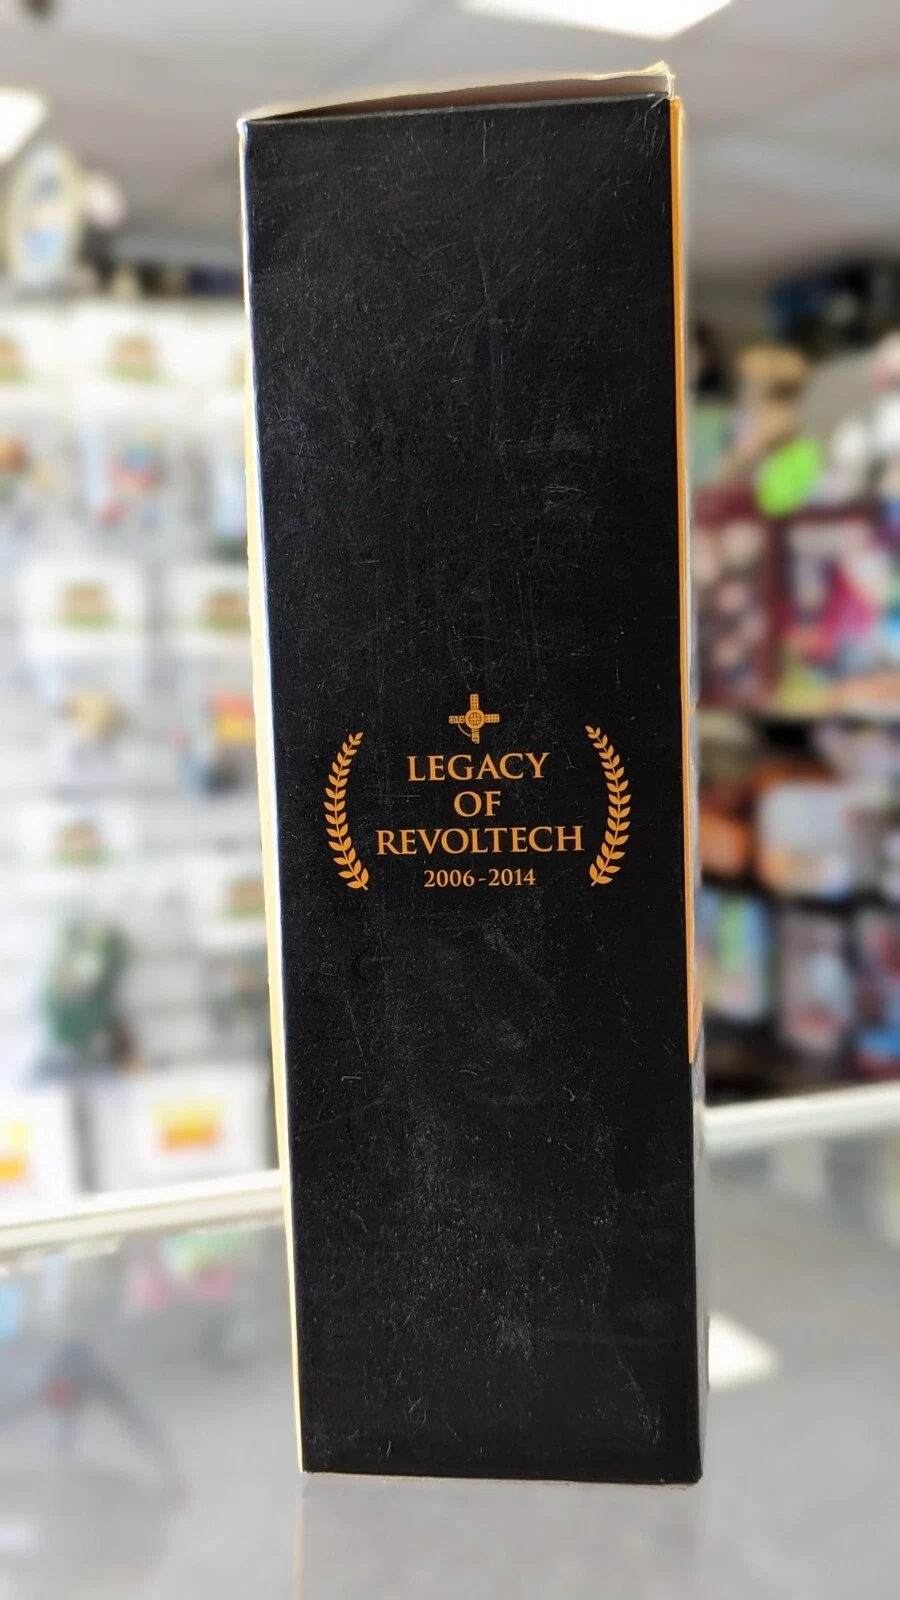 LEGACY
OF
REVOLTECH
2006-2014